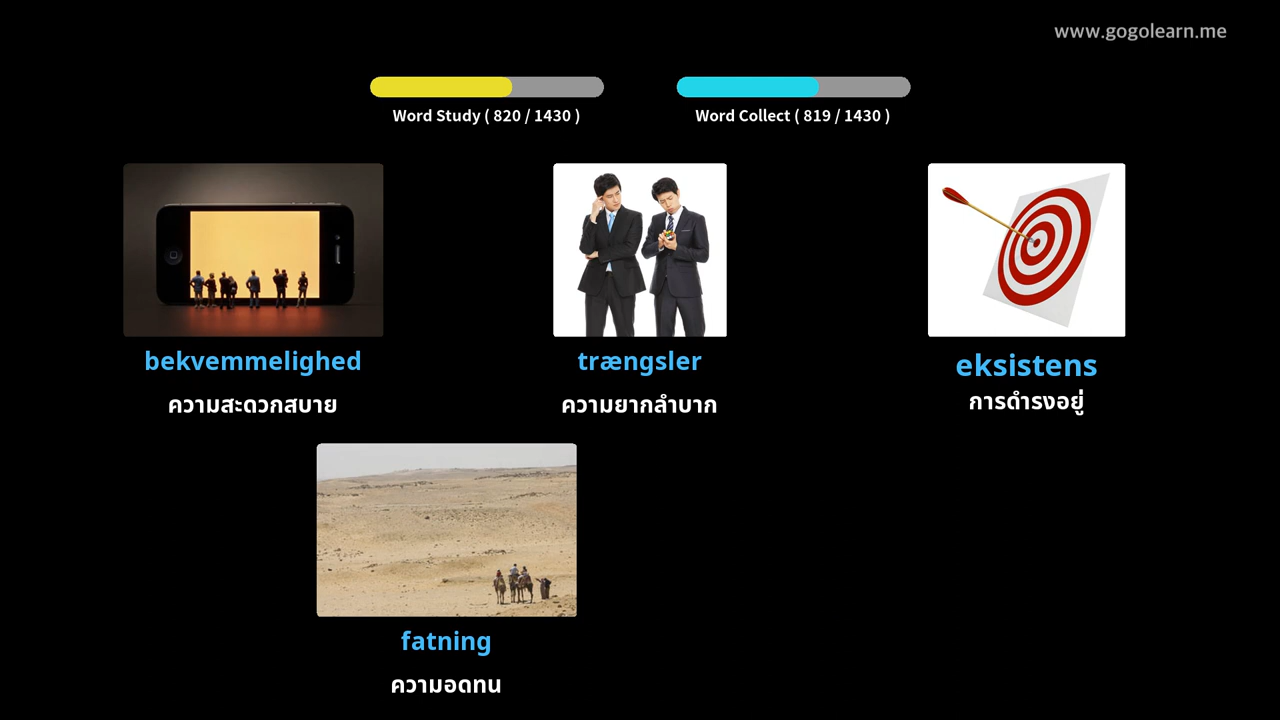 www.gogolearn.me
Word Study ( 820 / 1430 )
Word Collect ( 819 / 1430 )
bekvemmelighed
trængsler
eksistens
ความสะดวกสบาย
ความยากลำบาก
การดำรงอยู่
fatning
ความอดทน